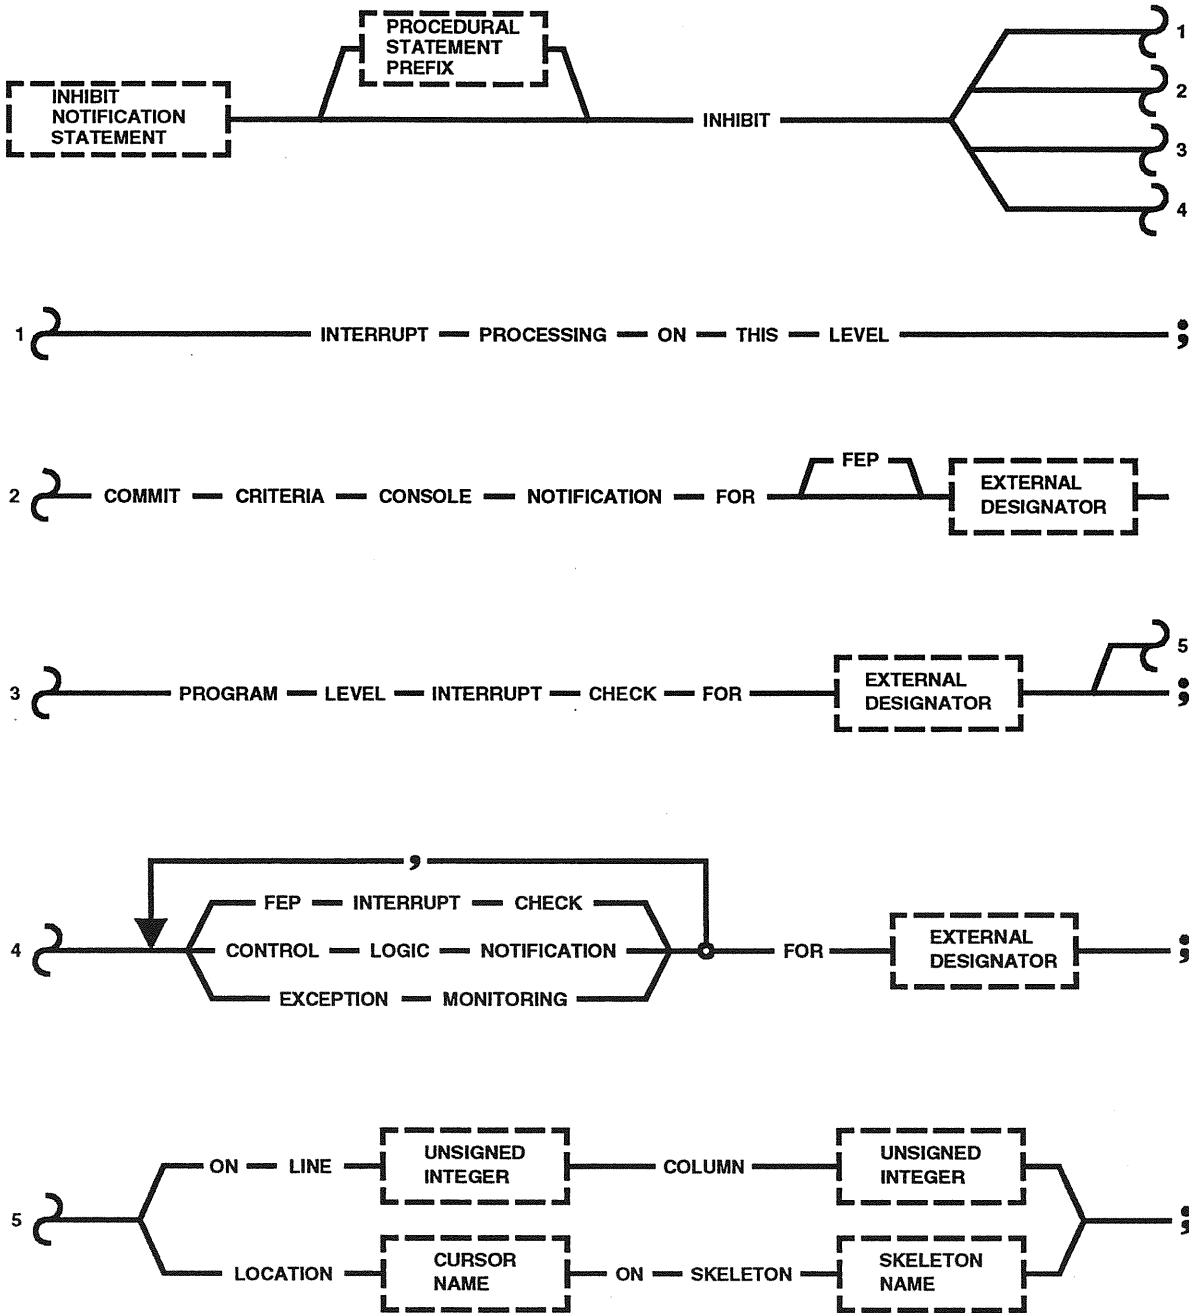 PROCEDURAL
STATEMENT
PREFIX
INHIBIT
NOTIFICATION
STATEMENT
INHIBIT
1
2
3
4
1 INTERRUPT PROCESSING ON THIS LEVEL ;
2 COMMIT CRITERIA CONSOLE NOTIFICATION FOR FEP EXTERNAL
DESIGNATOR
3 PROGRAM LEVEL INTERRUPT CHECK FOR EXTERNAL
DESIGNATOR
5
;
,
FEP INTERRUPT CHECK
4 CONTROL LOGIC NOTIFICATION FOR EXTERNAL
DESIGNATOR ;
EXCEPTION MONITORING
5
ON LINE UNSIGNED
INTEGER COLUMN UNSIGNED
INTEGER
LOCATION CURSOR
NAME ON SKELETON SKELETON
NAME
;